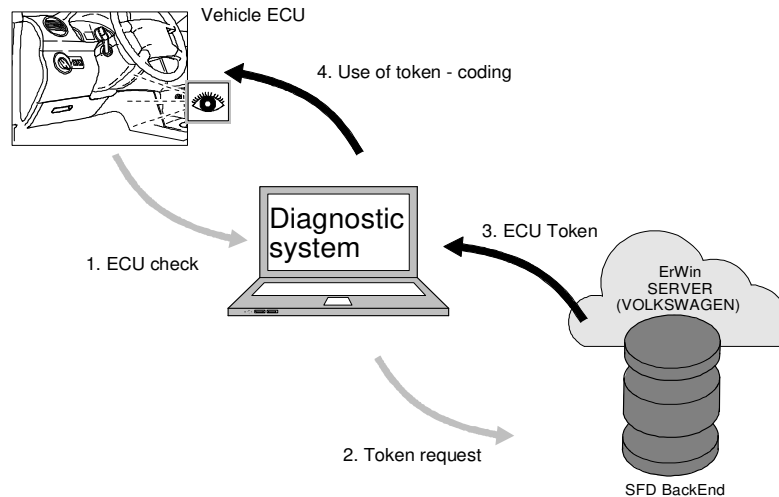 Vehicle ECU
4. Use of token - coding
Diagnostic
system
3. ECU Token
1. ECU check
ErWin
SERVER
(VOLKSWAGEN)
2. Token request
SFD BackEnd